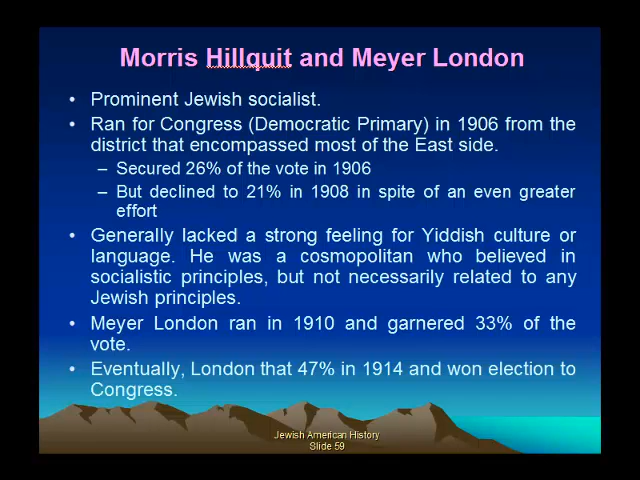 Morris Hillquit and Meyer London
• Prominent Jewish socialist.
• Ran for Congress (Democratic Primary) in 1906 from the
district that encompassed most of the East side.
– Secured 26% of the vote in 1906
– But declined to 21% in 1908 in spite of an even greater
effort
• Generally lacked a strong feeling for Yiddish culture or
language. He was a cosmopolitan who believed in
socialistic principles, but not necessarily related to any
Jewish principles.
• Meyer London ran in 1910 and garnered 33% of the
vote.
• Eventually, London that 47% in 1914 and won election to
Congress.
Jewish American History
Slide 59